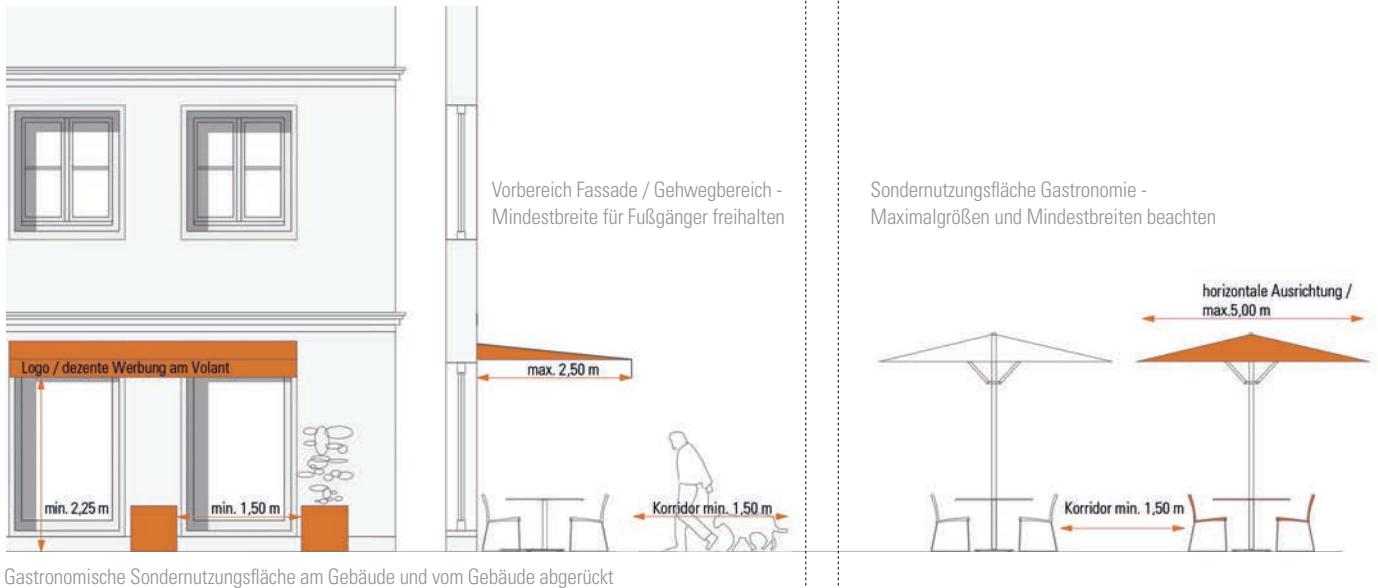 Vorbereich Fassade / Gehwegbereich -
Mindestbreite für Fußgänger freihalten
Sondernutzungsfläche Gastronomie -
Maximalgrößen und Mindestbreiten beachten
horizontale Ausrichtung /
max.5,00 m
Logo / dezente Werbung am Volant
max. 2,50 m
min. 2,25 m
min. 1,50 m
Korridor min. 1,50 m
Korridor min. 1,50 m
Gastronomische Sondernutzungsfläche am Gebäude und vom Gebäude abgerückt